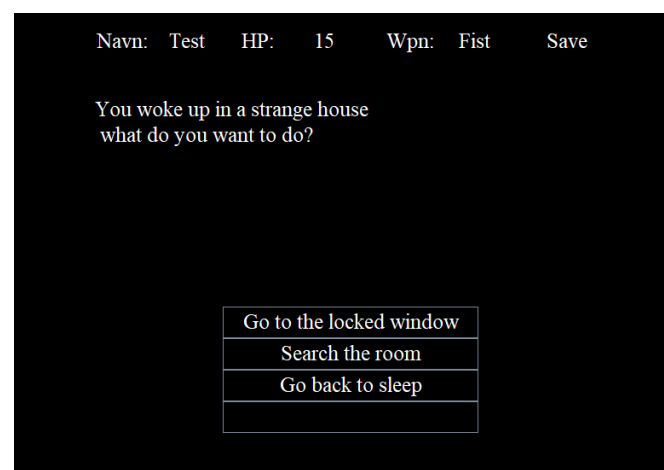 Navn: Test HP: 15 Wpn: Fist Save
You woke up in a strange house
what do you want to do?
Go to the locked window
Search the room
Go back to sleep